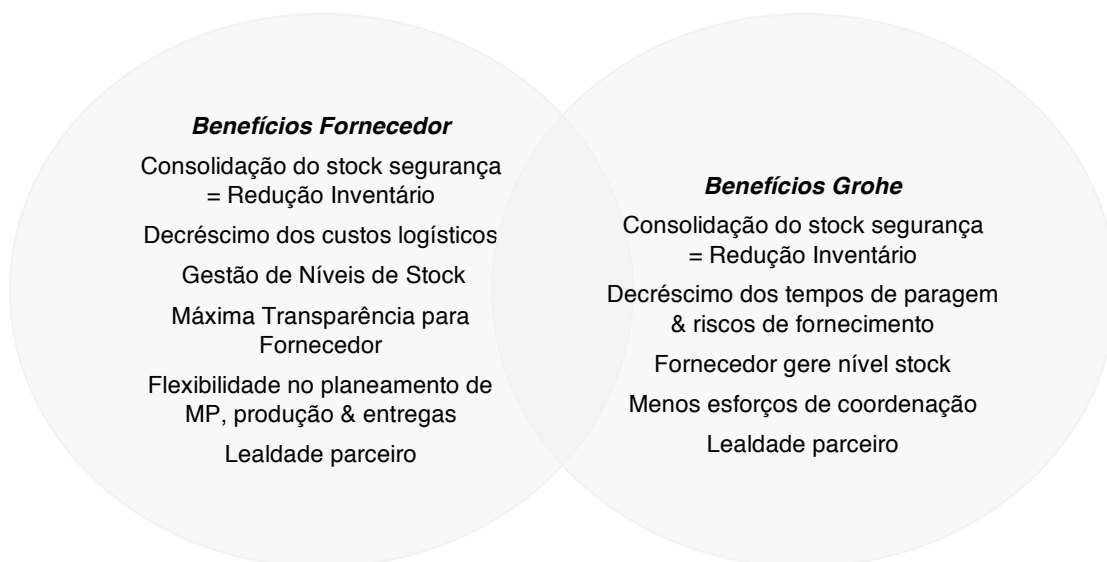 Benefícios Fornecedor
Consolidação do stock segurança
= Redução Inventário
Decréscimo dos custos logísticos
Gestão de Níveis de Stock
Máxima Transparência para
Fornecedor
Flexibilidade no planeamento de
MP, produção & entregas
Lealdade parceiro
Benefícios Grohe
Consolidação do stock segurança
= Redução Inventário
Decréscimo dos tempos de paragem
& riscos de fornecimento
Fornecedor gere nível stock
Menos esforços de coordenação
Lealdade parceiro